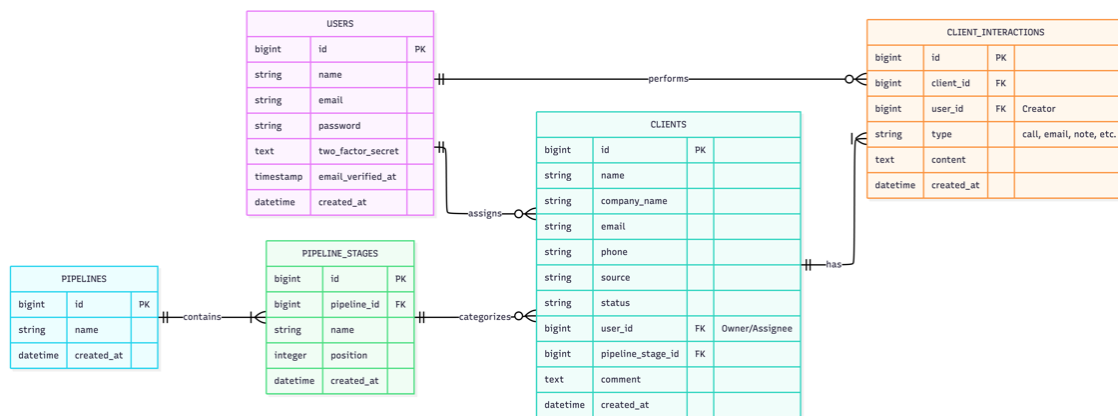 USERS
bigint id PK
string name
string email
string password
text two_factor_secret
timestamp email_verified_at
datetime created_at
performs
CLIENT_INTERACTIONS
bigint id PK
bigint client_id FK
bigint user_id FK Creator
string type call, email, note, etc.
text content
datetime created_at
assigns
CLIENTS
bigint id PK
string name
string company_name
string email
string phone
string source
string status
bigint user_id FK Owner/Assignee
bigint pipeline_stage_id FK
text comment
datetime created_at
has
PIPELINES
bigint id PK
string name
datetime created_at
contains
PIPELINE_STAGES
bigint id PK
bigint pipeline_id FK
string name
integer position
datetime created_at
categorizes